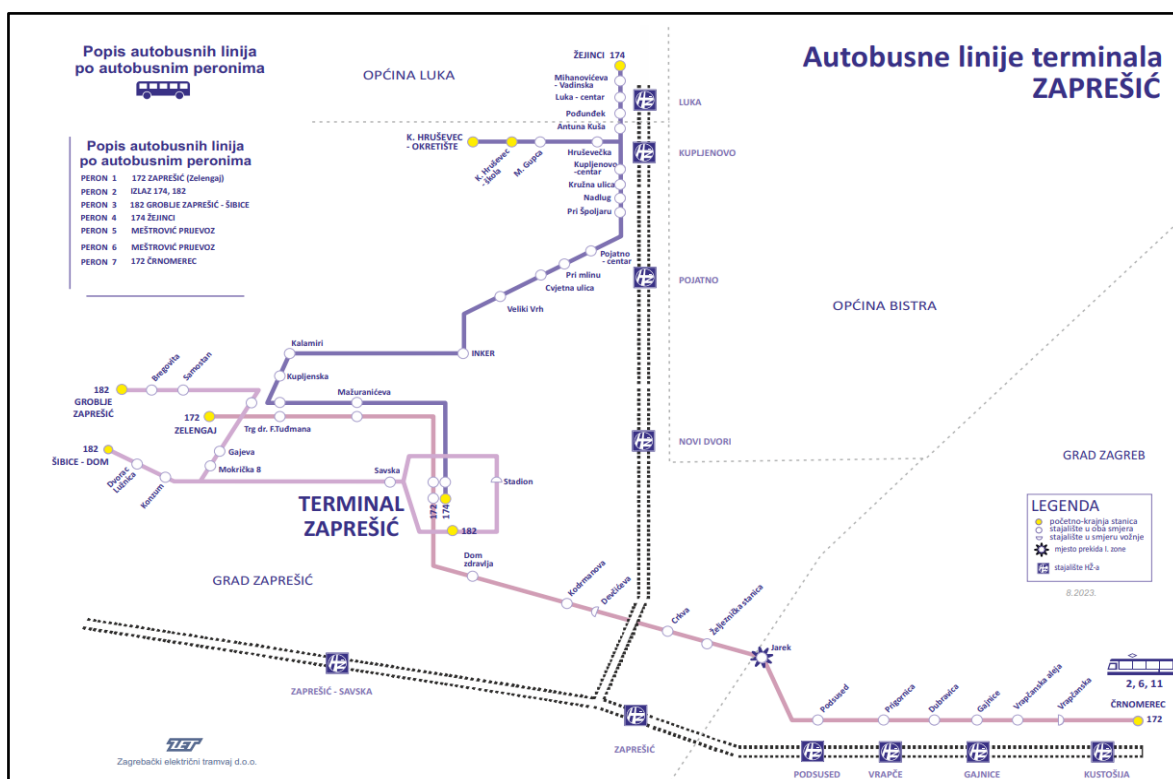 Popis autobusnih linija
po autobusnim peronima
Autobusne linije terminala
ZAPREŠIĆ
Popis autobusnih linija
po autobusnim peronima
PERON 1 172 ZAPREŠIĆ (Zelengaj)
PERON 2 IZLAZ 174, 182
PERON 3 182 GROBLJE ZAPREŠIĆ - ŠIBICE
PERON 4 174 ŽEJINCI
PERON 5 MEŠTROVIĆ PRIJEVOZ
PERON 6 MEŠTROVIĆ PRIJEVOZ
PERON 7 172 ČRNOMEREC
OPĆINA LUKA
ŽEJINCI 174
Mihanovićeva
- Vadinska
Luka - centar
Pođunđek
Antuna Kuša
K. HRUŠEVEC
- OKRETIŠTE
K. Hruševec
- škola
M. Gupca
Hruševečka
Kupljenovo
-centar
Kružna ulica
Nadlug
Pri Špoljaru
Pojatno
- centar
Pri mlinu
Cvjetna ulica
Veliki Vrh
INKER
Kalamiri
Kupljenska
Mažuranićeva
LUKA
KUPLJENOVO
POJATNO
NOVI DVORI
OPĆINA BISTRA
GRAD ZAGREB
Bregovita
Samostan
182
GROBLJE
ZAPREŠIĆ
172
ZELENGAJ
Trg dr. F.Tuđmana
182
ŠIBICE - DOM
Dvorac
Lužnica
Konzum
Gajeva
Mokrička 8
Savska
Stadion
TERMINAL
ZAPREŠIĆ
172
174
182
GRAD ZAPREŠIĆ
Dom
zdravlja
Kodrmanova
Devčićeva
Crkva
Željeznička stanica
Jarek
Podsused
Prigornica
Dubravica
Gajnice
Vrapčanska aleja
Vrapčanska
2, 6, 11
ČRNOMEREC
172
LEGENDA
početno-krajnja stanica
stajalište u oba smjera
stajalište u smjeru vožnje
mjesto prekida I. zone
stajalište HŽ-a
8.2023.
ZAPREŠIĆ - SAVSKA
ZAPREŠIĆ
PODSUSED
VRAPČE
GAJNICE
KUSTOŠIJA
ZET
Zagrebački električni tramvaj d.o.o.